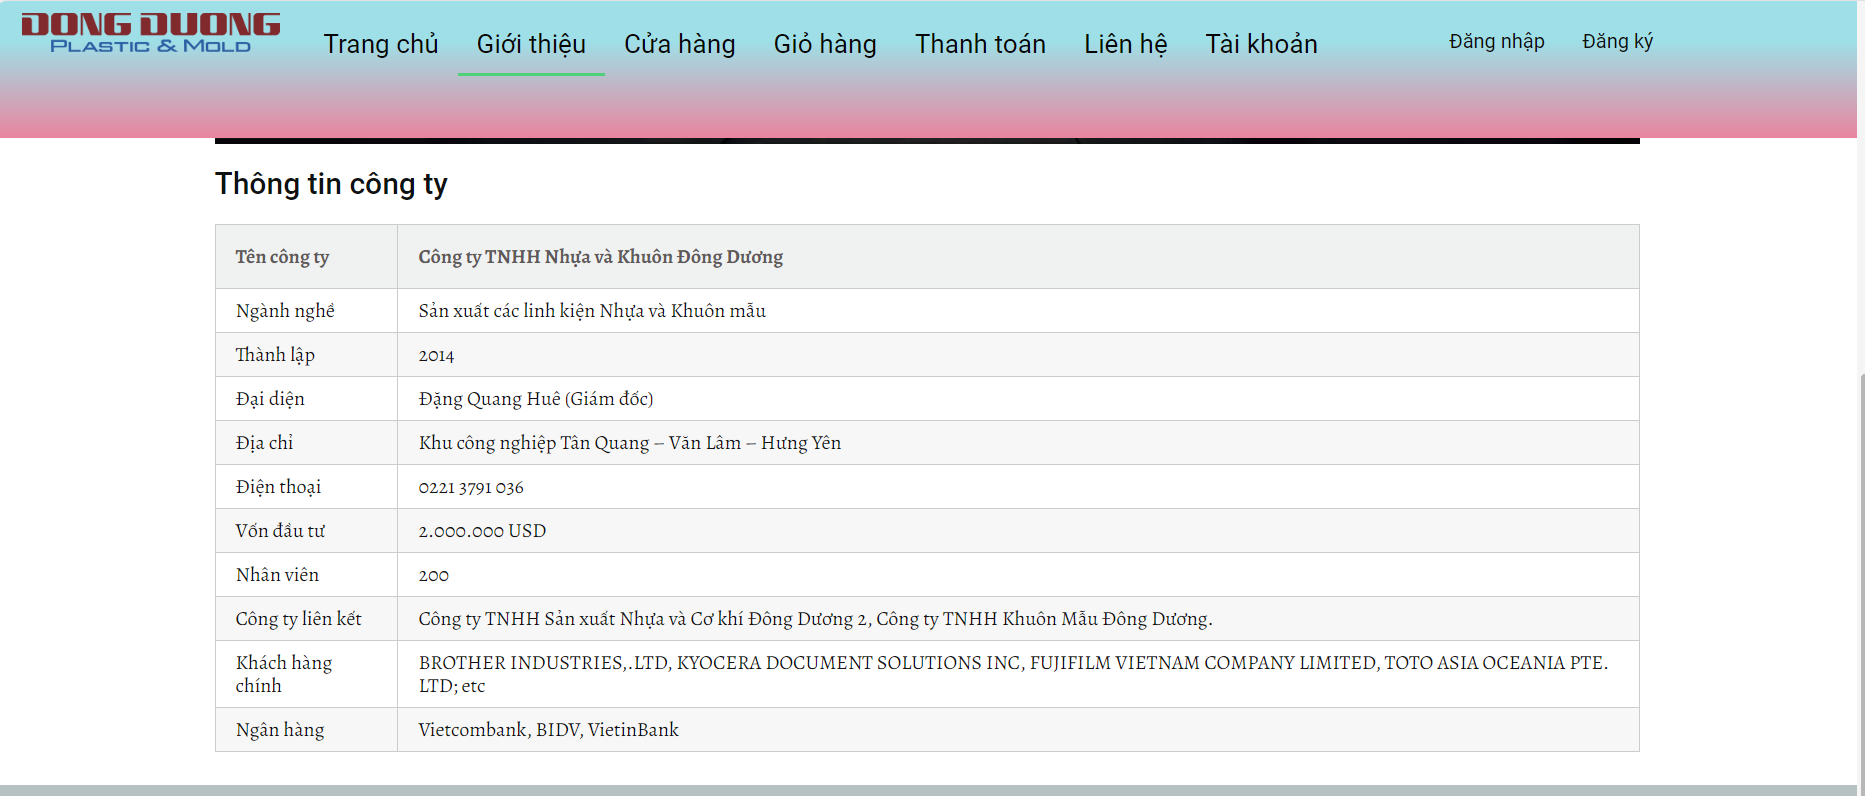 DONG DUONG
PLASTIC & MOLD
Trang chủ Giới thiệu Cửa hàng Giỏ hàng Thanh toán Liên hệ Tài khoản Đăng nhập Đăng ký
Thông tin công ty
Tên công ty Công ty TNHH Nhựa và Khuôn Đông Dương
Ngành nghề Sản xuất các linh kiện Nhựa và Khuôn mẫu
Thành lập 2014
Đại diện Đặng Quang Huê (Giám đốc)
Địa chỉ Khu công nghiệp Tân Quang – Văn Lâm – Hưng Yên
Điện thoại 0221 3791 036
Vốn đầu tư 2.000.000 USD
Nhân viên 200
Công ty liên kết Công ty TNHH Sản xuất Nhựa và Cơ khí Đông Dương 2, Công ty TNHH Khuôn Mẫu Đông Dương.
Khách hàng chính BROTHER INDUSTRIES,.LTD, KYOCERA DOCUMENT SOLUTIONS INC, FUJIFILM VIETNAM COMPANY LIMITED, TOTO ASIA OCEANIA PTE.
LTD; etc
Ngân hàng Vietcombank, BIDV, VietinBank